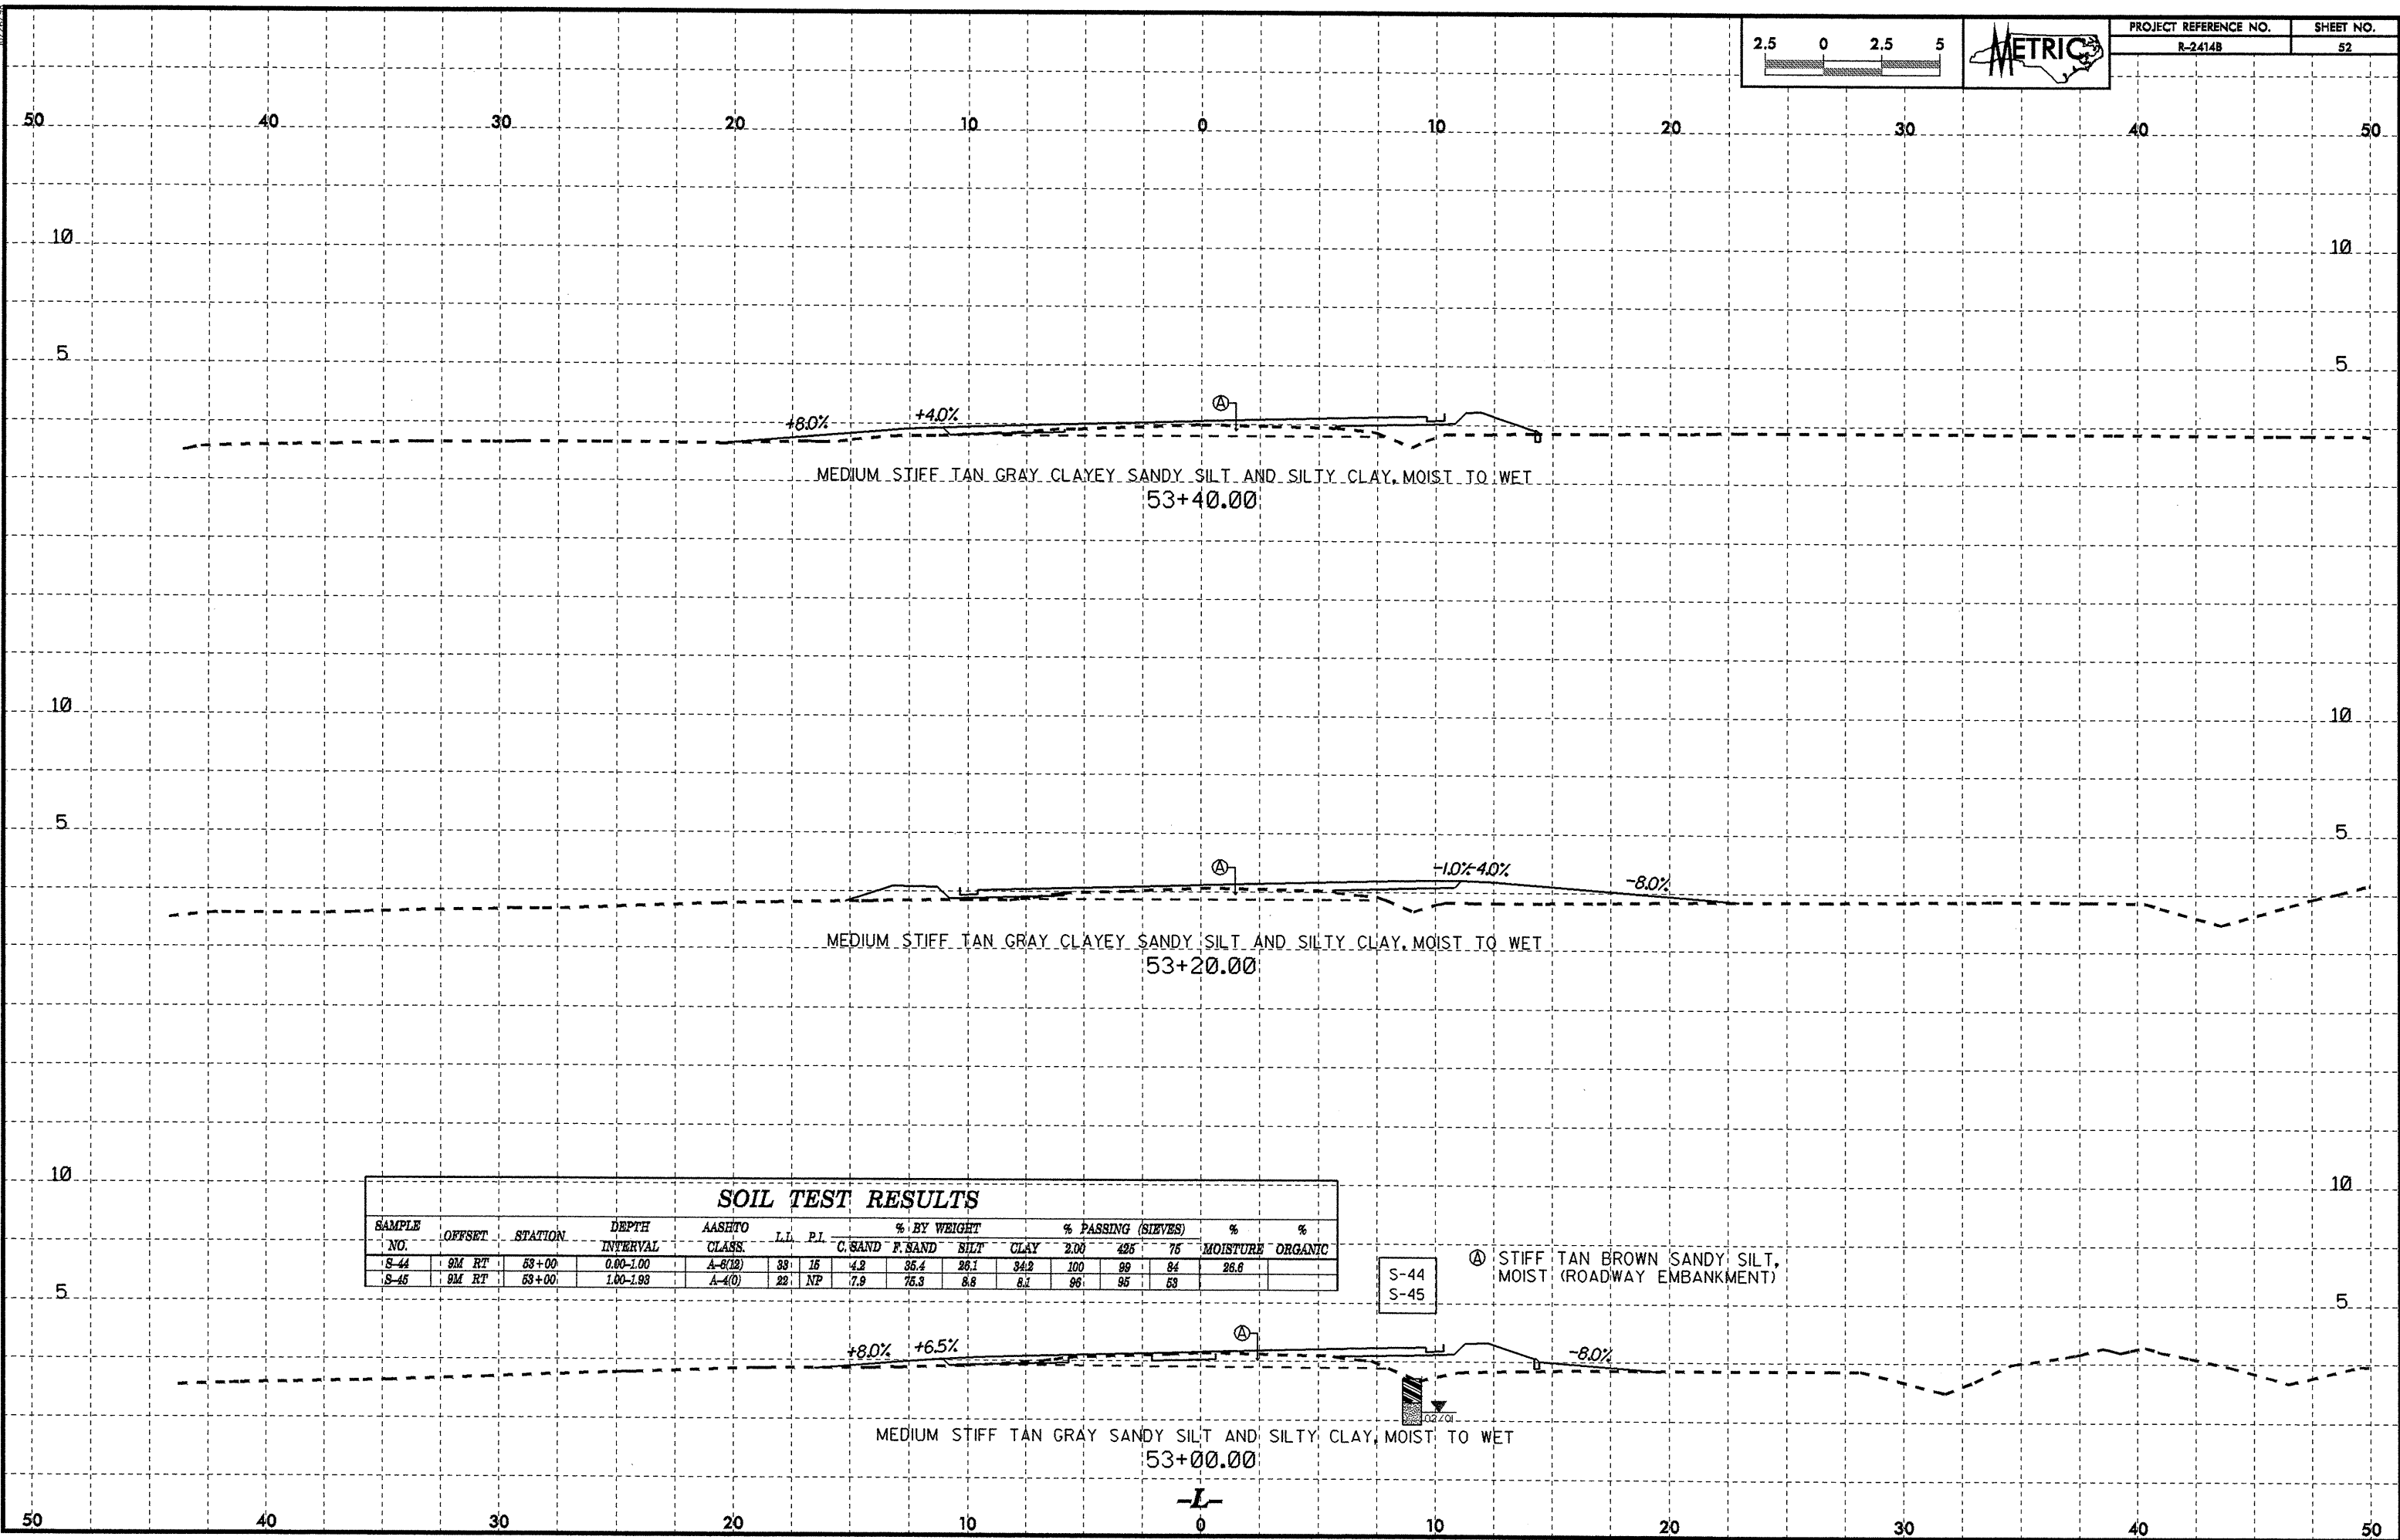 2.5 0 2.5 5
METRIC
PROJECT REFERENCE NO. SHEET NO.
R-2414B 52
50 40 30 20 10 0 10 20 30 40 50
10 10
5 5
+8.0% +4.0% Ⓐ
MEDIUM STIFF TAN GRAY CLAYEY SANDY SILT AND SILTY CLAY, MOIST TO WET
53+40.00
10 10
5 5
Ⓐ -1.0% -4.0% -8.0%
MEDIUM STIFF TAN GRAY CLAYEY SANDY SILT AND SILTY CLAY, MOIST TO WET
53+20.00
10 10
SOIL TEST RESULTS
SAMPLE NO. OFFSET STATION DEPTH INTERVAL AASHTO CLASS. L.L. P.I. % BY WEIGHT % PASSING (SIEVES) % MOISTURE % ORGANIC
C. SAND F. SAND SILT CLAY 2.00 425 75
S-44 9M RT 53+00 0.00-1.00 A-6(12) 33 15 4.2 35.4 26.1 34.2 100 99 84 26.6
S-45 9M RT 53+00 1.00-1.93 A-4(0) 22 NP 7.9 75.3 8.8 8.1 96 95 53
S-44
S-45
Ⓐ STIFF TAN BROWN SANDY SILT,
MOIST (ROADWAY EMBANKMENT)
5 5
+8.0% +6.5% Ⓐ -8.0%
02/01
MEDIUM STIFF TAN GRAY SANDY SILT AND SILTY CLAY, MOIST TO WET
53+00.00
-L-
50 40 30 20 10 0 10 20 30 40 50